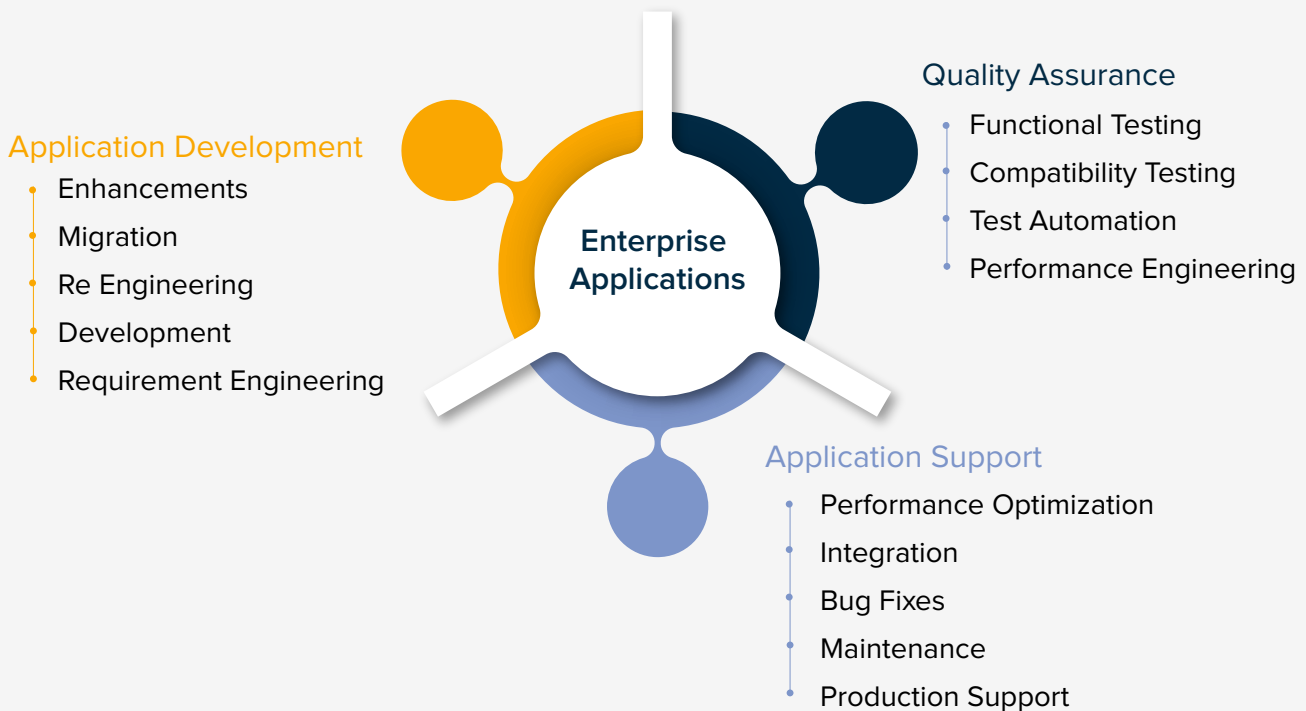 Application Development
Enhancements
Migration
Re Engineering
Development
Requirement Engineering
Enterprise
Applications
Quality Assurance
Functional Testing
Compatibility Testing
Test Automation
Performance Engineering
Application Support
Performance Optimization
Integration
Bug Fixes
Maintenance
Production Support